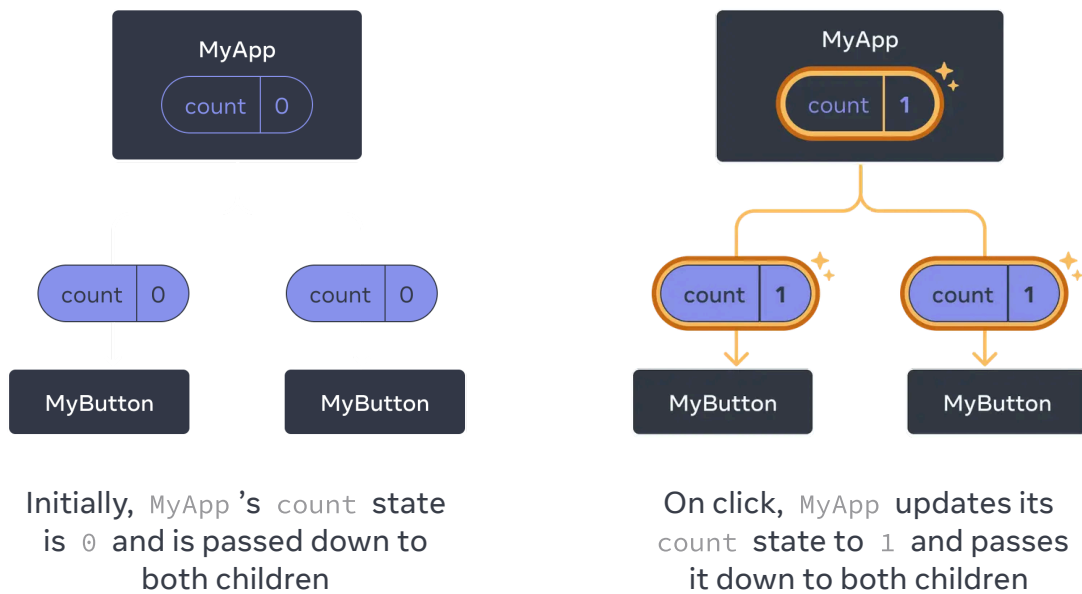 MyApp
count 0
count 0
count 0
MyButton
MyButton
Initially, MyApp ’s count state
is 0 and is passed down to
both children
MyApp
count 1
count 1
count 1
MyButton
MyButton
On click, MyApp updates its
count state to 1 and passes
it down to both children